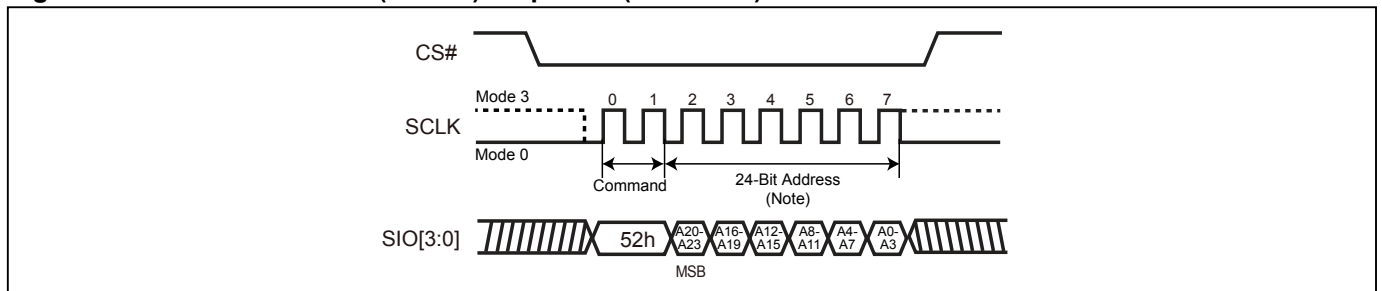 CS#
Mode 3
0 1 2 3 4 5 6 7
SCLK
Mode 0
Command
24-Bit Address
(Note)
SIO[3:0]
52h
A20-
A23
A16-
A19
A12-
A15
A8-
A11
A4-
A7
A0-
A3
MSB